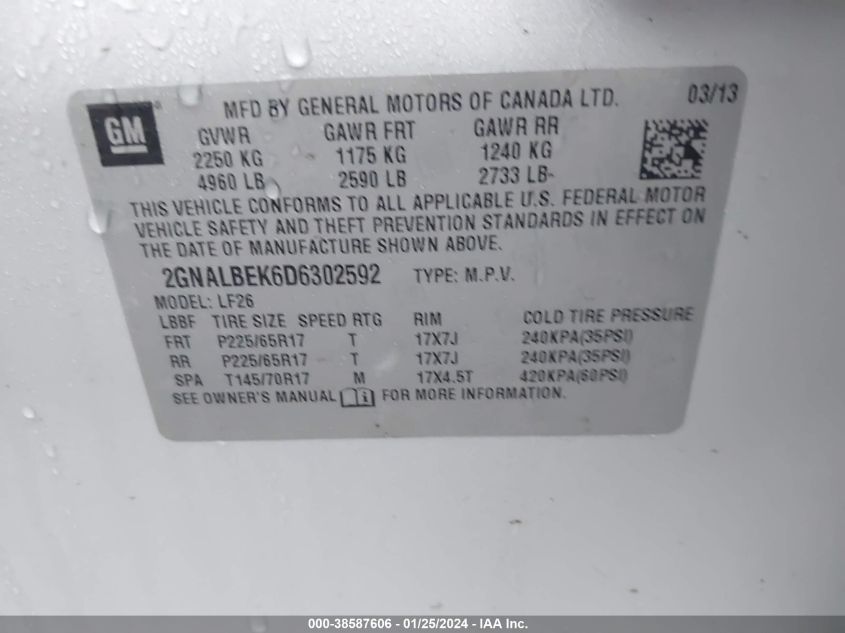 GM® MFD BY GENERAL MOTORS OF CANADA LTD. 03/13
GVWR GAWR FRT GAWR RR
2250 KG 1175 KG 1240 KG
4960 LB 2590 LB 2733 LB
THIS VEHICLE CONFORMS TO ALL APPLICABLE U.S. FEDERAL MOTOR
VEHICLE SAFETY AND THEFT PREVENTION STANDARDS IN EFFECT ON
THE DATE OF MANUFACTURE SHOWN ABOVE.
2GNALBEK6D6302592 TYPE: M.P.V.
MODEL: LF26
LBBF TIRE SIZE SPEED RTG RIM COLD TIRE PRESSURE
FRT P225/65R17 T 17X7J 240KPA(35PSI)
RR P225/65R17 T 17X7J 240KPA(35PSI)
SPA T145/70R17 M 17X4.5T 420KPA(60PSI)
SEE OWNER'S MANUAL FOR MORE INFORMATION.
000-38587606 - 01/25/2024 - IAA Inc.